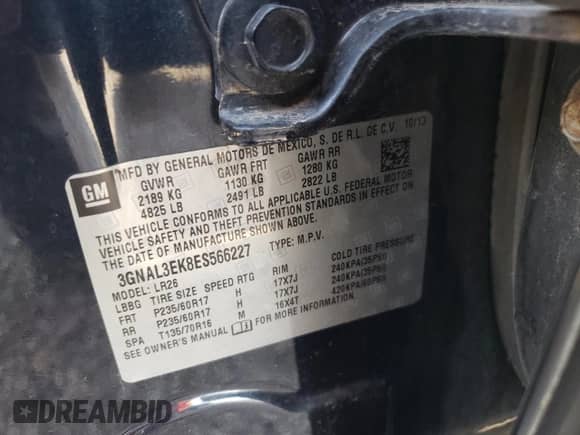 GM
MFD BY GENERAL MOTORS DE MEXICO, S. DE R.L. DE C.V. 10/13
GVWR GAWR FRT GAWR RR
2189 KG 1130 KG 1280 KG
4825 LB 2491 LB 2822 LB
THIS VEHICLE CONFORMS TO ALL APPLICABLE U.S. FEDERAL MOTOR
VEHICLE SAFETY AND THEFT PREVENTION STANDARDS IN EFFECT ON
THE DATE OF MANUFACTURE SHOWN ABOVE.
3GNAL3EK8ES566227 TYPE: M.P.V.
MODEL: LR26
LBBG TIRE SIZE SPEED RTG RIM COLD TIRE PRESSURE
FRT P235/60R17 H 17X7J 240KPA(35PSI)
RR P235/60R17 H 17X7J 240KPA(35PSI)
SPA T135/70R16 M 16X4T 420KPA(60PSI)
SEE OWNER'S MANUAL FOR MORE INFORMATION.
DREAMBID